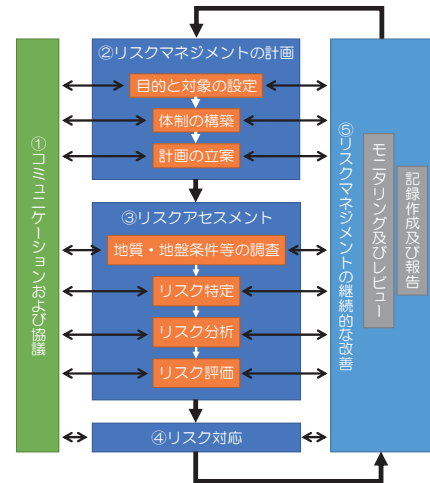 ①コミュニケーションおよび協議
②リスクマネジメントの計画
目的と対象の設定
体制の構築
計画の立案
③リスクアセスメント
地質・地盤条件等の調査
リスク特定
リスク分析
リスク評価
④リスク対応
⑤リスクマネジメントの継続的な改善
モニタリング及びレビュー
記録作成及び報告